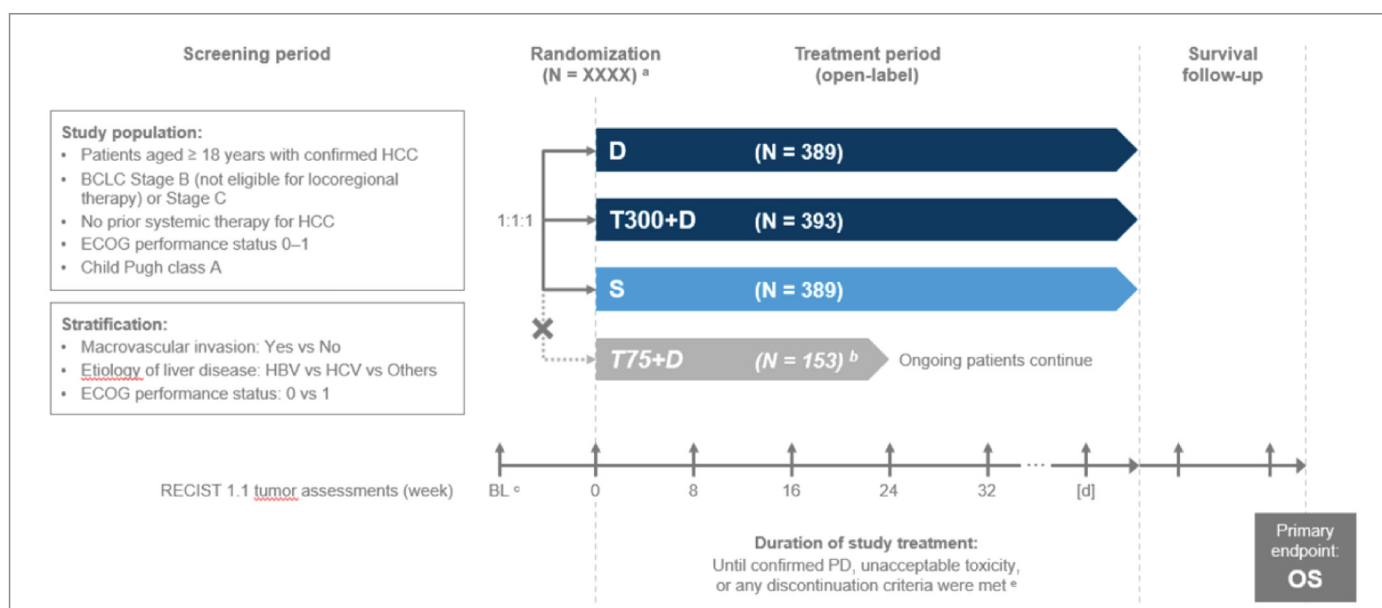 Screening period
Randomization
(N = XXXX) ᵃ
Treatment period
(open-label)
Survival
follow-up
Study population:
• Patients aged ≥ 18 years with confirmed HCC
• BCLC Stage B (not eligible for locoregional
therapy) or Stage C
• No prior systemic therapy for HCC
• ECOG performance status 0–1
• Child Pugh class A
Stratification:
• Macrovascular invasion: Yes vs No
• Etiology of liver disease: HBV vs HCV vs Others
• ECOG performance status: 0 vs 1
1:1:1
D (N = 389)
T300+D (N = 393)
S (N = 389)
T75+D (N = 153) ᵇ Ongoing patients continue
RECIST 1.1 tumor assessments (week) BL ᶜ 0 8 16 24 32 ... [d]
Duration of study treatment:
Until confirmed PD, unacceptable toxicity,
or any discontinuation criteria were met ᵉ
Primary
endpoint:
OS